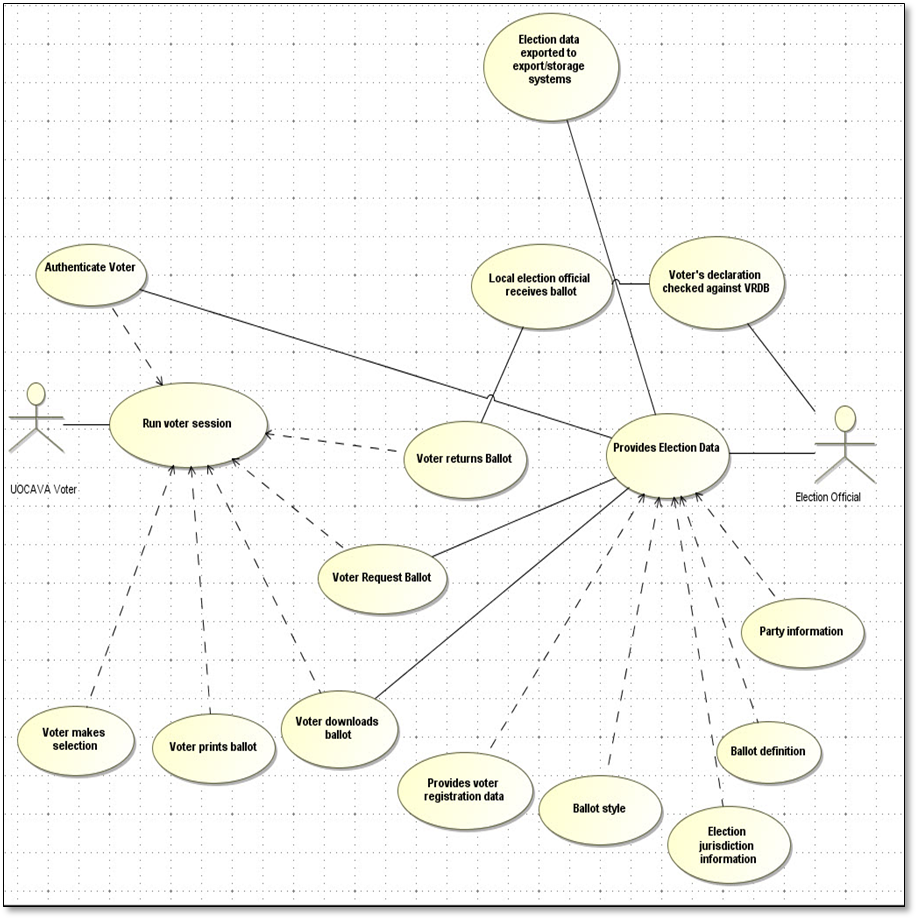 Election data
exported to
export/storage
systems
Authenticate Voter
Local election official
receives ballot
Voter's declaration
checked against VRDB
Run voter session
Voter returns Ballot
Provides Election Data
UOCAVA Voter
Election Official
Voter Request Ballot
Party information
Voter makes
selection
Voter prints ballot
Voter downloads
ballot
Provides voter
registration data
Ballot style
Ballot definition
Election
jurisdiction
information